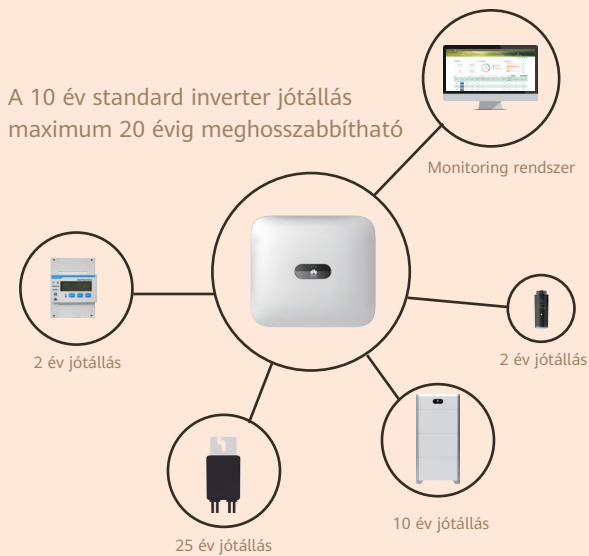 A 10 év standard inverter jótállás
maximum 20 évig meghosszabbítható
Monitoring rendszer
2 év jótállás
2 év jótállás
10 év jótállás
25 év jótállás